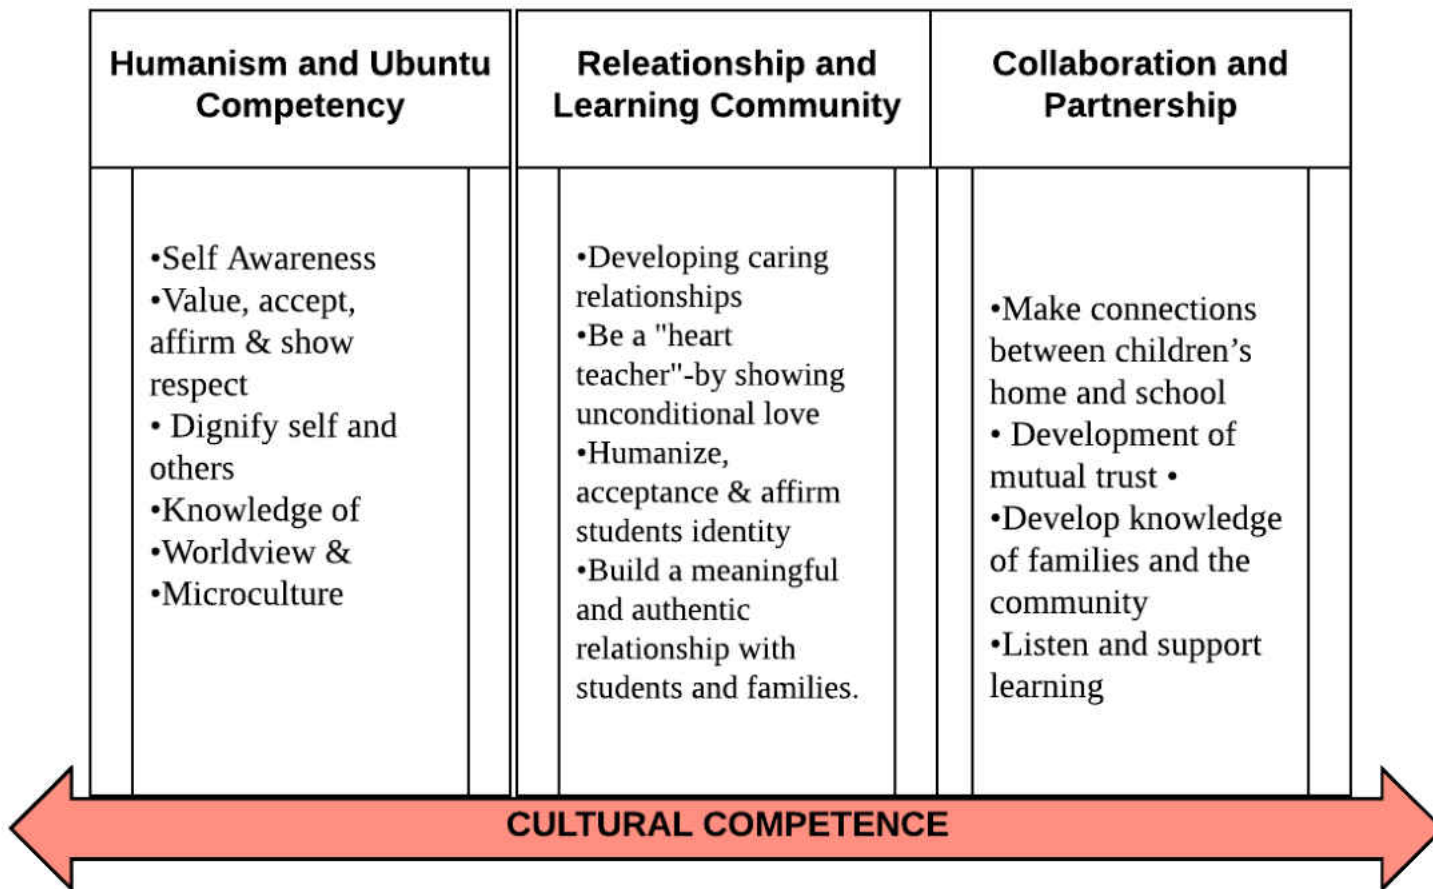 Humanism and Ubuntu
Competency
•Self Awareness
•Value, accept,
affirm & show
respect
• Dignify self and
others
•Knowledge of
•Worldview &
•Microculture
Releationship and
Learning Community
•Developing caring
relationships
•Be a "heart
teacher"-by showing
unconditional love
•Humanize,
acceptance & affirm
students identity
•Build a meaningful
and authentic
relationship with
students and families.
Collaboration and
Partnership
•Make connections
between children’s
home and school
• Development of
mutual trust •
•Develop knowledge
of families and the
community
•Listen and support
learning
CULTURAL COMPETENCE